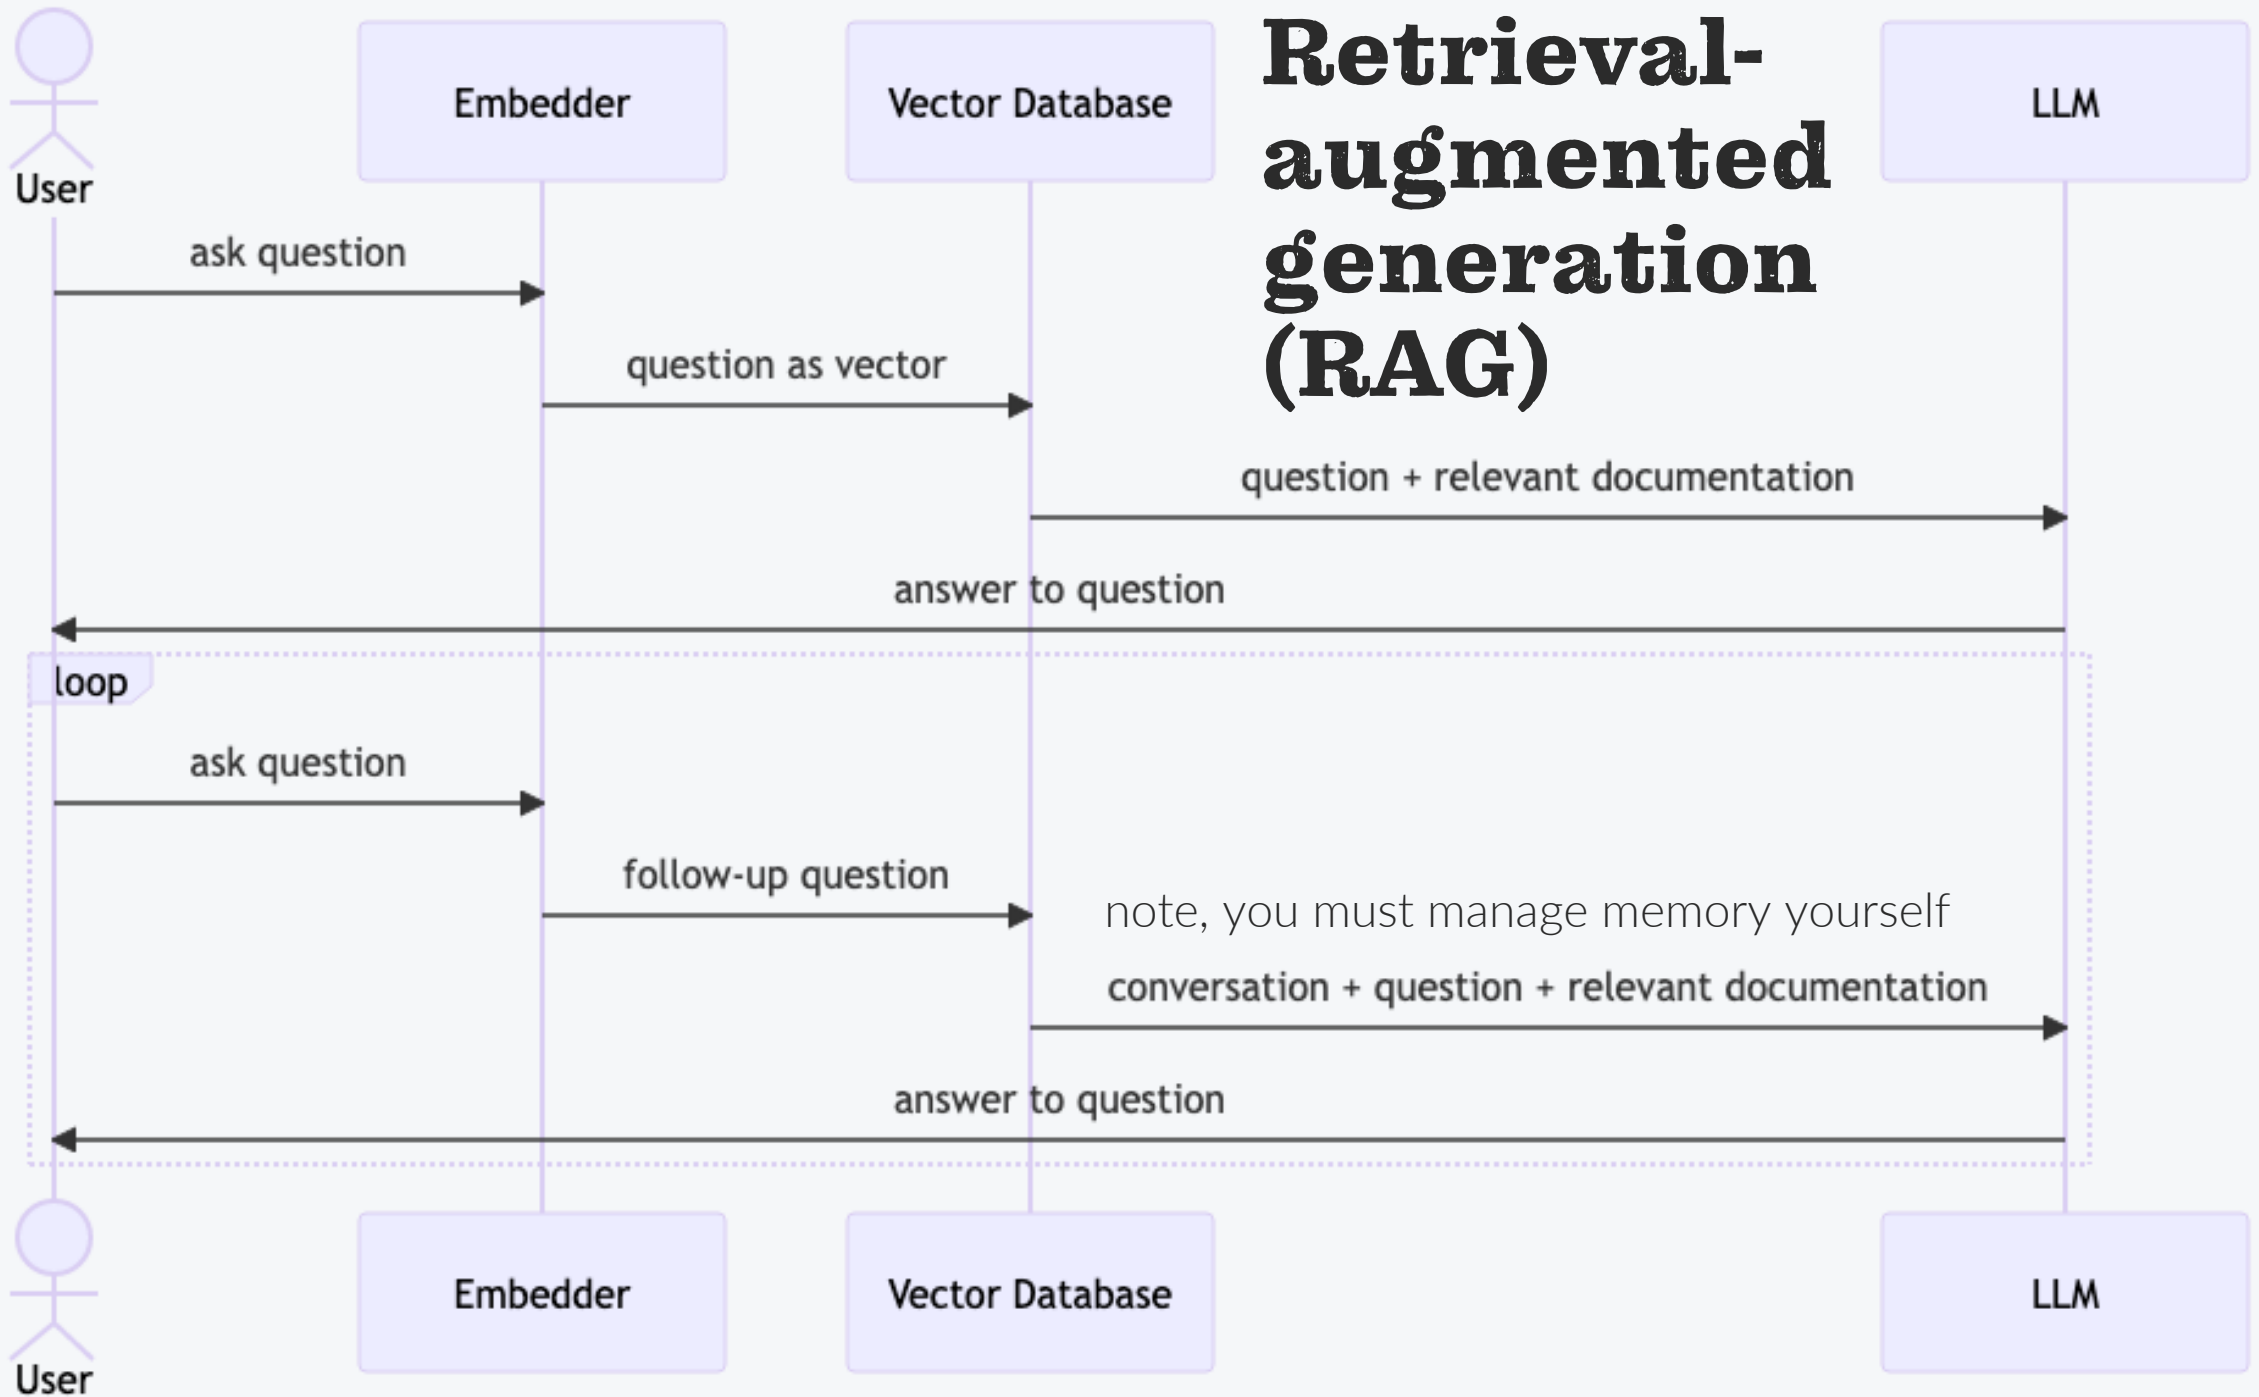 Retrieval-
augmented
generation
(RAG)
User
Embedder
Vector Database
LLM
ask question
question as vector
question + relevant documentation
answer to question
loop
ask question
follow-up question
note, you must manage memory yourself
conversation + question + relevant documentation
answer to question
User
Embedder
Vector Database
LLM